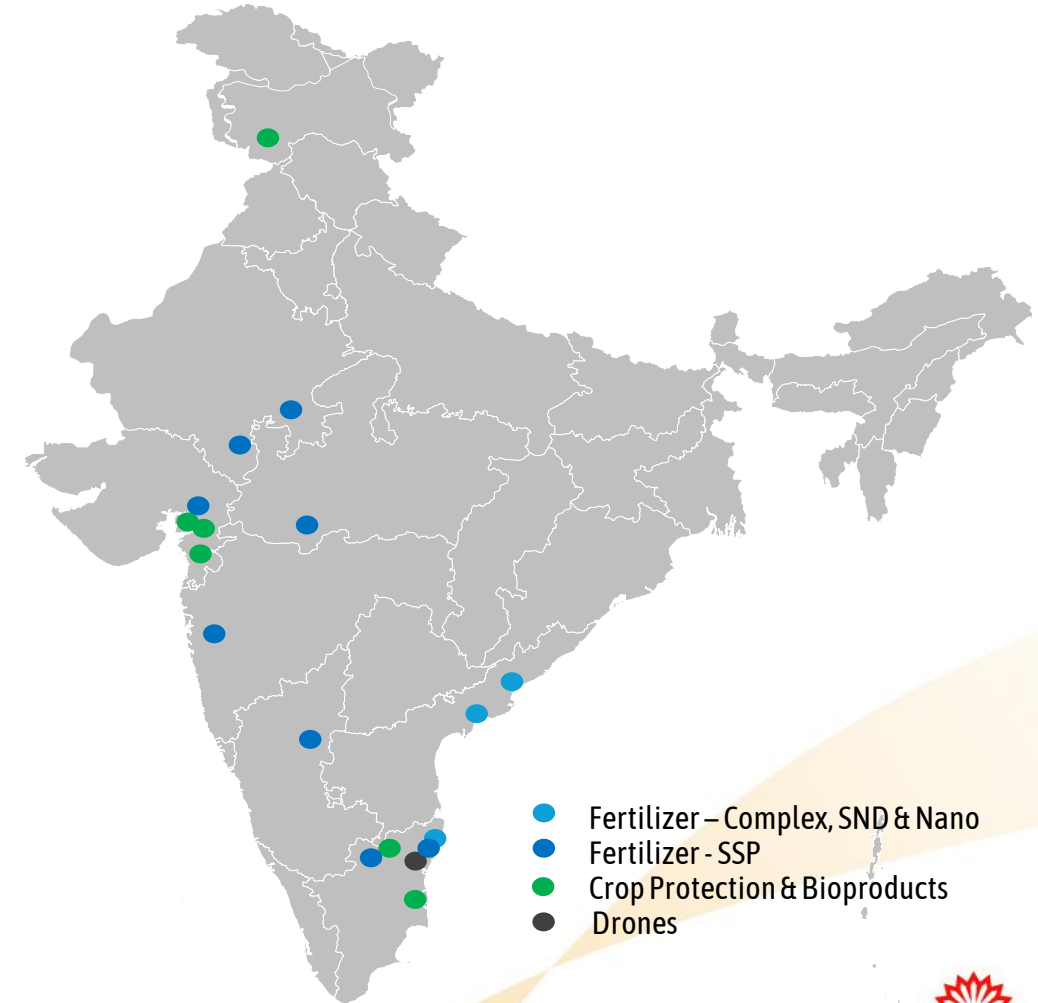 Fertilizer – Complex, SND & Nano
Fertilizer - SSP
Crop Protection & Bioproducts
Drones